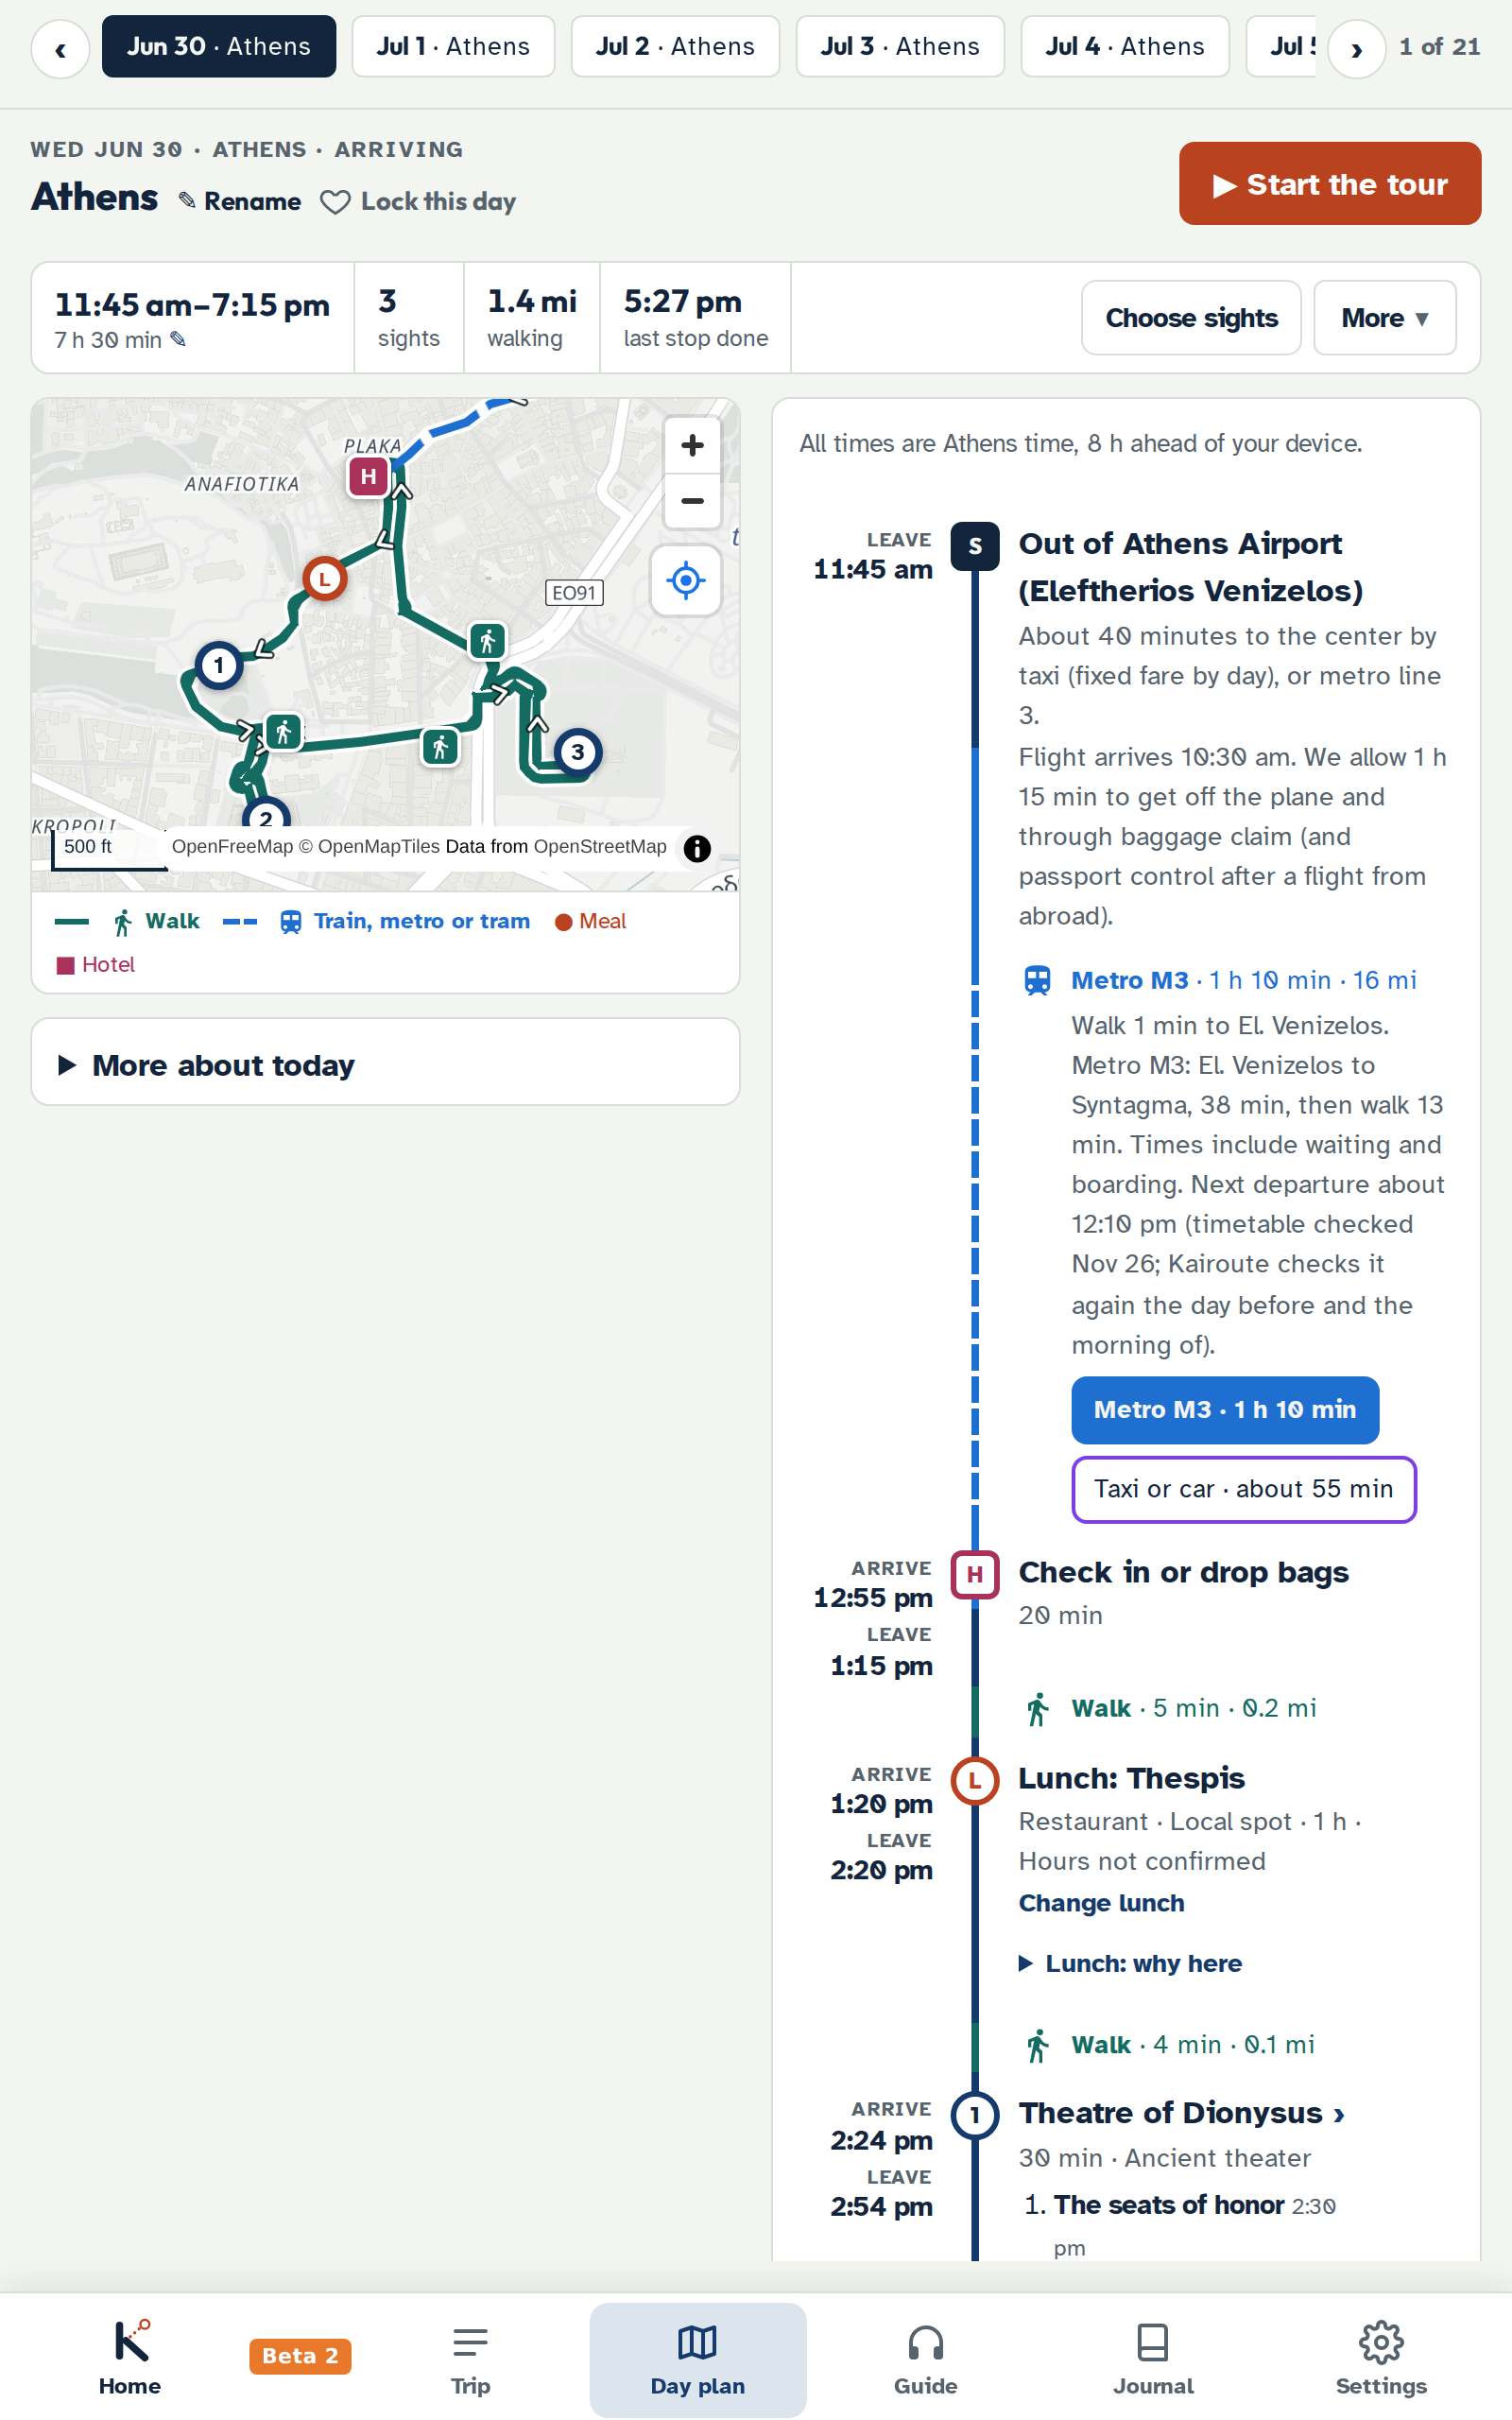 ‹
Jun 30 · Athens
Jul 1 · Athens
Jul 2 · Athens
Jul 3 · Athens
Jul 4 · Athens
Jul 5
›
1 of 21
WED JUN 30 · ATHENS · ARRIVING
Athens ✎ Rename Lock this day
▶ Start the tour
11:45 am–7:15 pm
7 h 30 min ✎
3
sights
1.4 mi
walking
5:27 pm
last stop done
Choose sights
More ▼
PLAKA
H
ANAFIOTIKA
L
EO91
1
3
2
KROPOLI
500 ft
OpenFreeMap © OpenMapTiles Data from OpenStreetMap
Walk
Train, metro or tram
Meal
Hotel
▶ More about today
All times are Athens time, 8 h ahead of your device.
LEAVE
11:45 am
S
Out of Athens Airport
(Eleftherios Venizelos)
About 40 minutes to the center by
taxi (fixed fare by day), or metro line
3.
Flight arrives 10:30 am. We allow 1 h
15 min to get off the plane and
through baggage claim (and
passport control after a flight from
abroad).
Metro M3 · 1 h 10 min · 16 mi
Walk 1 min to El. Venizelos.
Metro M3: El. Venizelos to
Syntagma, 38 min, then walk 13
min. Times include waiting and
boarding. Next departure about
12:10 pm (timetable checked
Nov 26; Kairoute checks it
again the day before and the
morning of).
Metro M3 · 1 h 10 min
Taxi or car · about 55 min
ARRIVE
12:55 pm
LEAVE
1:15 pm
H
Check in or drop bags
20 min
Walk · 5 min · 0.2 mi
ARRIVE
1:20 pm
LEAVE
2:20 pm
L
Lunch: Thespis
Restaurant · Local spot · 1 h ·
Hours not confirmed
Change lunch
▶ Lunch: why here
Walk · 4 min · 0.1 mi
ARRIVE
2:24 pm
LEAVE
2:54 pm
1
Theatre of Dionysus ›
30 min · Ancient theater
1. The seats of honor 2:30
pm
Home
Beta 2
Trip
Day plan
Guide
Journal
Settings